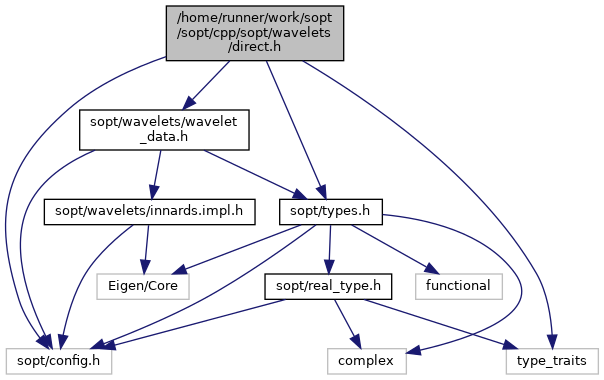 /home/runner/work/sopt
/sopt/cpp/sopt/wavelets
/direct.h
sopt/wavelets/wavelet
_data.h
sopt/wavelets/innards.impl.h
sopt/types.h
Eigen/Core
sopt/real_type.h
functional
sopt/config.h
complex
type_traits